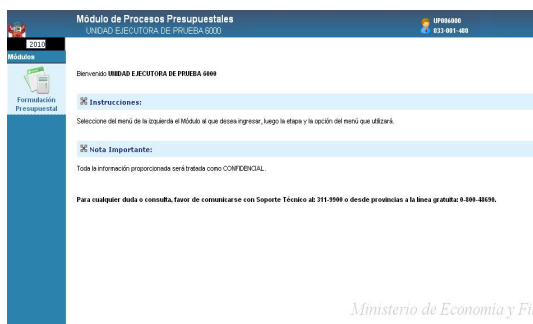 Módulo de Procesos Presupuestales
UNIDAD EJECUTORA DE PRUEBA 6000
UP006000
033-001-480
2010
Módulos
Formulación
Presupuestal
Bienvenido UNIDAD EJECUTORA DE PRUEBA 6000
Instrucciones:
Seleccione del menú de la izquierda el Módulo al que desea ingresar, luego la etapa y la opción del menú que utilizará.
Nota Importante:
Toda la información proporcionada será tratada como CONFIDENCIAL.
Para cualquier duda o consulta, favor de comunicarse con Soporte Técnico al: 311-9900 o desde provincias a la línea gratuita: 0-800-48690.
Ministerio de Economía y Fi